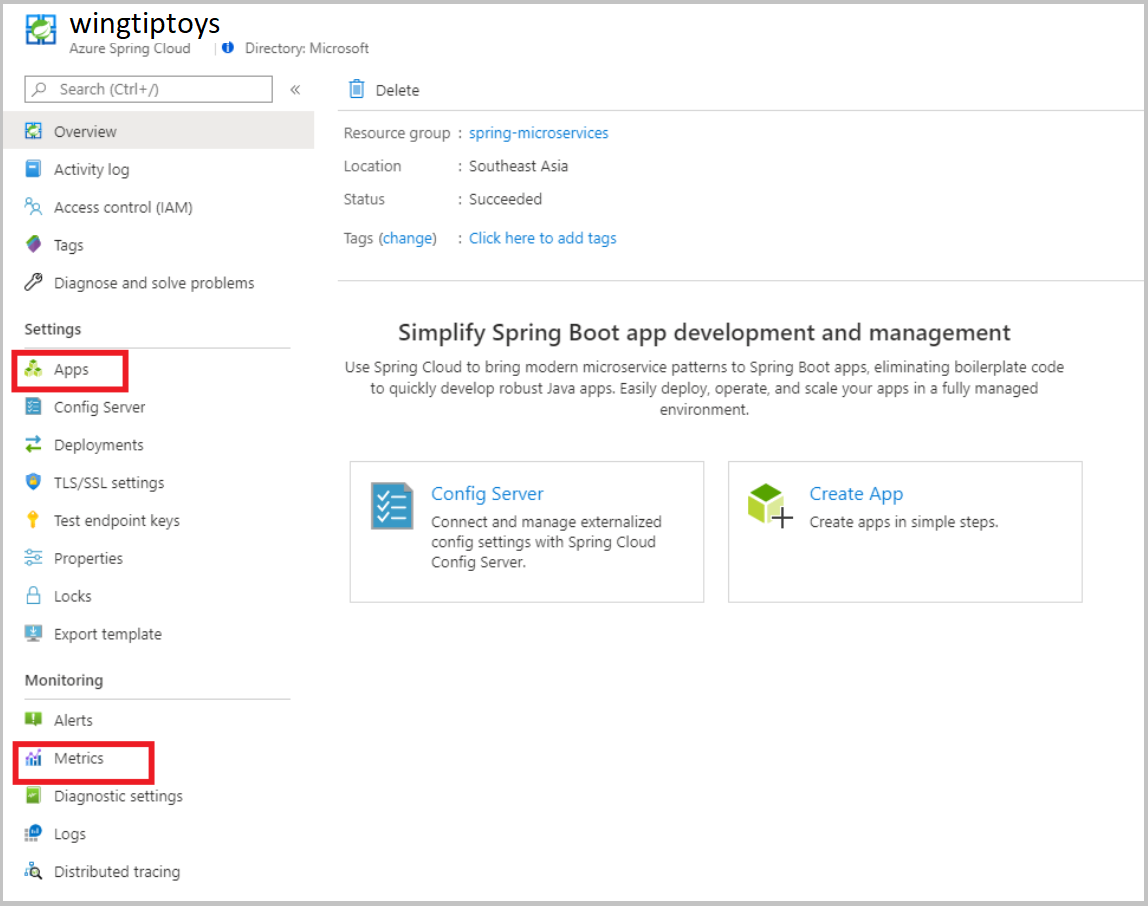 wingtiptoys
Azure Spring Cloud | Directory: Microsoft
Search (Ctrl+/)
«
Delete
Overview
Activity log
Access control (IAM)
Tags
Diagnose and solve problems
Settings
Apps
Config Server
Deployments
TLS/SSL settings
Test endpoint keys
Properties
Locks
Export template
Monitoring
Alerts
Metrics
Diagnostic settings
Logs
Distributed tracing
Resource group : spring-microservices
Location : Southeast Asia
Status : Succeeded
Tags (change) : Click here to add tags
Simplify Spring Boot app development and management
Use Spring Cloud to bring modern microservice patterns to Spring Boot apps, eliminating boilerplate code
to quickly develop robust Java apps. Easily deploy, operate, and scale your apps in a fully managed
environment.
Config Server
Connect and manage externalized
config settings with Spring Cloud
Config Server.
Create App
Create apps in simple steps.